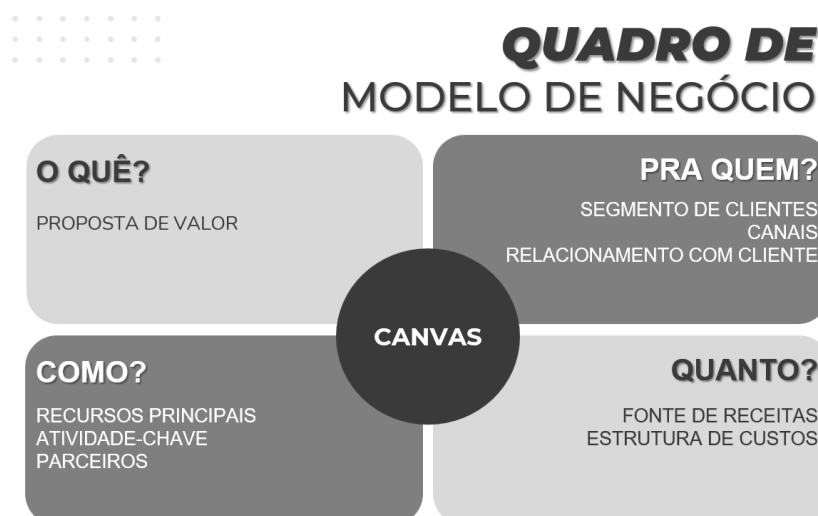 QUADRO DE
MODELO DE NEGÓCIO
O QUÊ?
PROPOSTA DE VALOR
PRA QUEM?
SEGMENTO DE CLIENTES
CANAIS
RELACIONAMENTO COM CLIENTE
CANVAS
COMO?
RECURSOS PRINCIPAIS
ATIVIDADE-CHAVE
PARCEIROS
QUANTO?
FONTE DE RECEITAS
ESTRUTURA DE CUSTOS